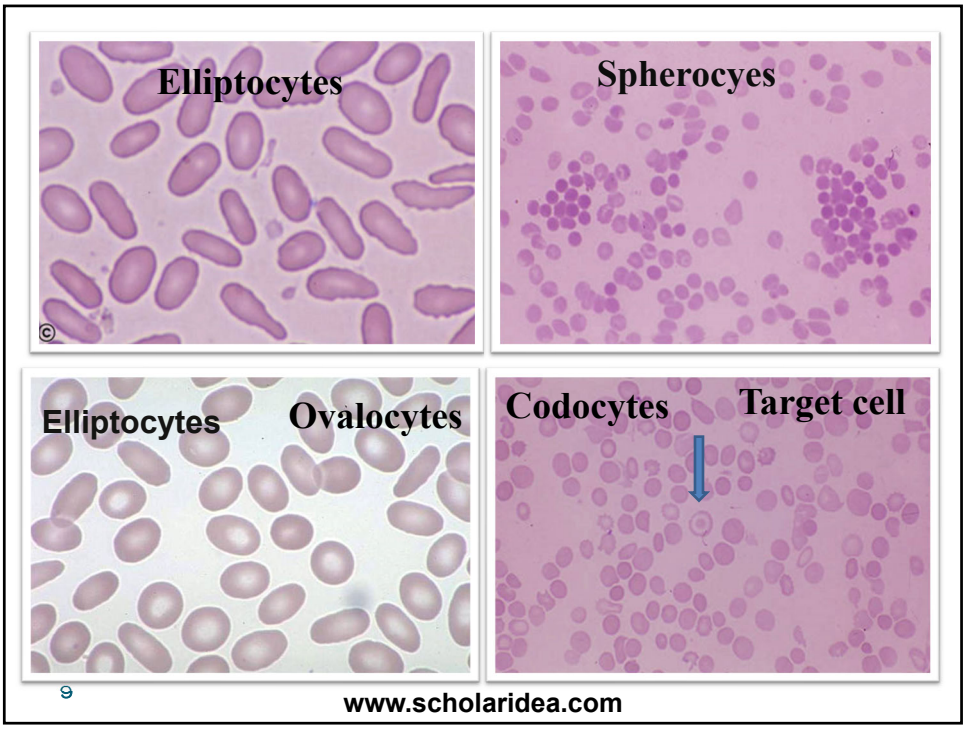 Elliptocytes
Spherocyes
©
Elliptocytes Ovalocytes
Codocytes Target cell
9
www.scholaridea.com